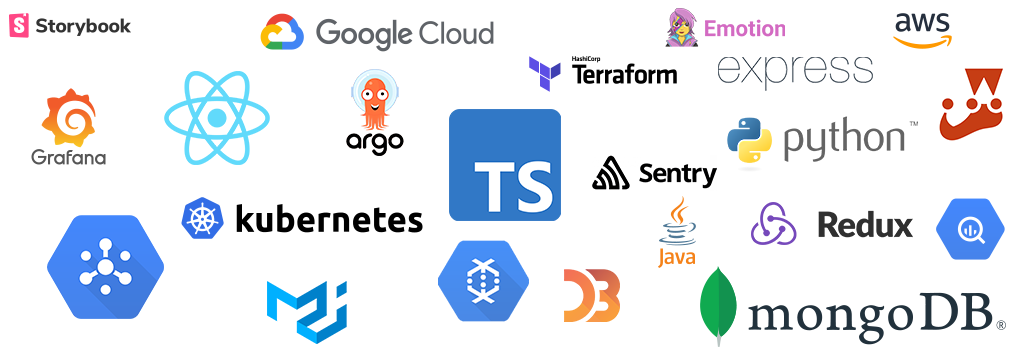 Storybook
Google Cloud
Emotion
aws
HashiCorp
Terraform
express
Grafana
argo
TS
python™
Sentry
kubernetes
Java
Redux
mongoDB®